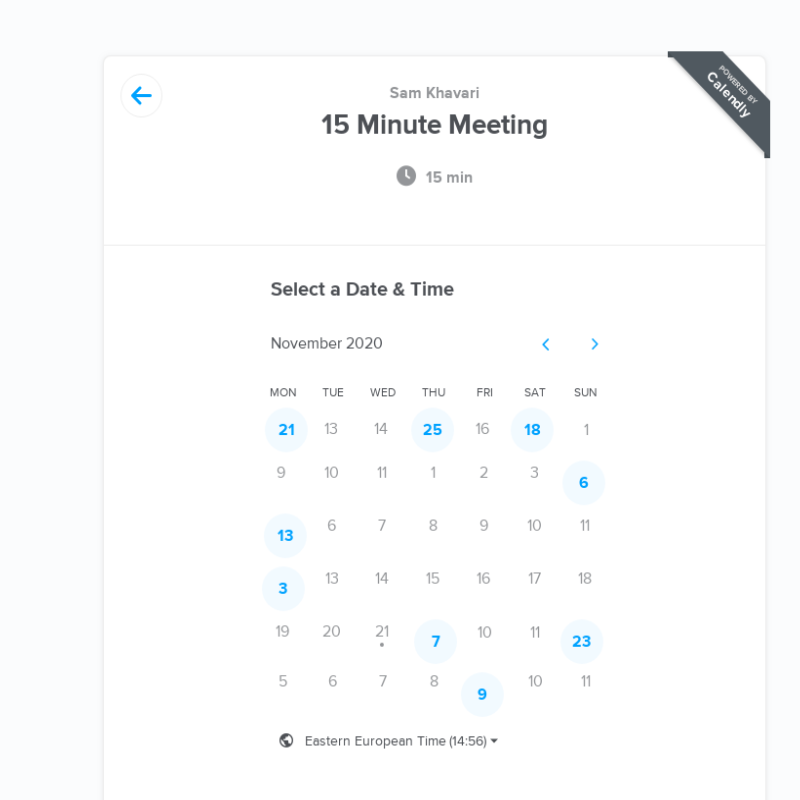 Sam Khavari
15 Minute Meeting
15 min
POWERED BY
Calendly
Select a Date & Time
November 2020
MON TUE WED THU FRI SAT SUN
21 13 14 25 16 18 1
9 10 11 1 2 3 6
13 6 7 8 9 10 11
3 13 14 15 16 17 18
19 20 21 7 10 11 23
5 6 7 8 9 10 11
Eastern European Time (14:56)